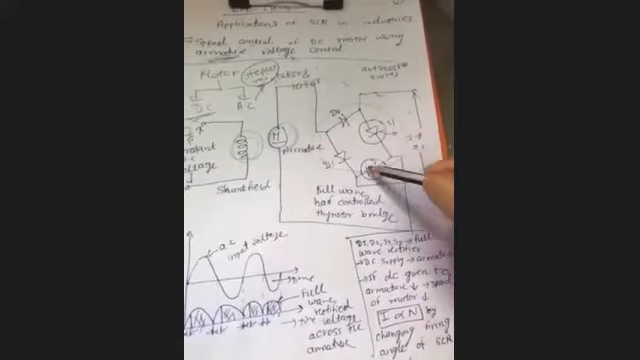 Applications of SCR in industries
Speed control of DC motor using
armature voltage control
Motor
stepper
DC
AC
rotor
D2
S1
M
Armature
D1
voltage
Shunt field
Full wave
half controlled
thyristor bridge
ac
input voltage
time
Full
wave
rectified
voltage
across the
armature
D1, D2, S1, S2 → Full
wave rectifier
→ DC supply → armature
→ If dc given to
armature ↓ → speed
of motor ↓
I α N by
changing firing
angle of SCR